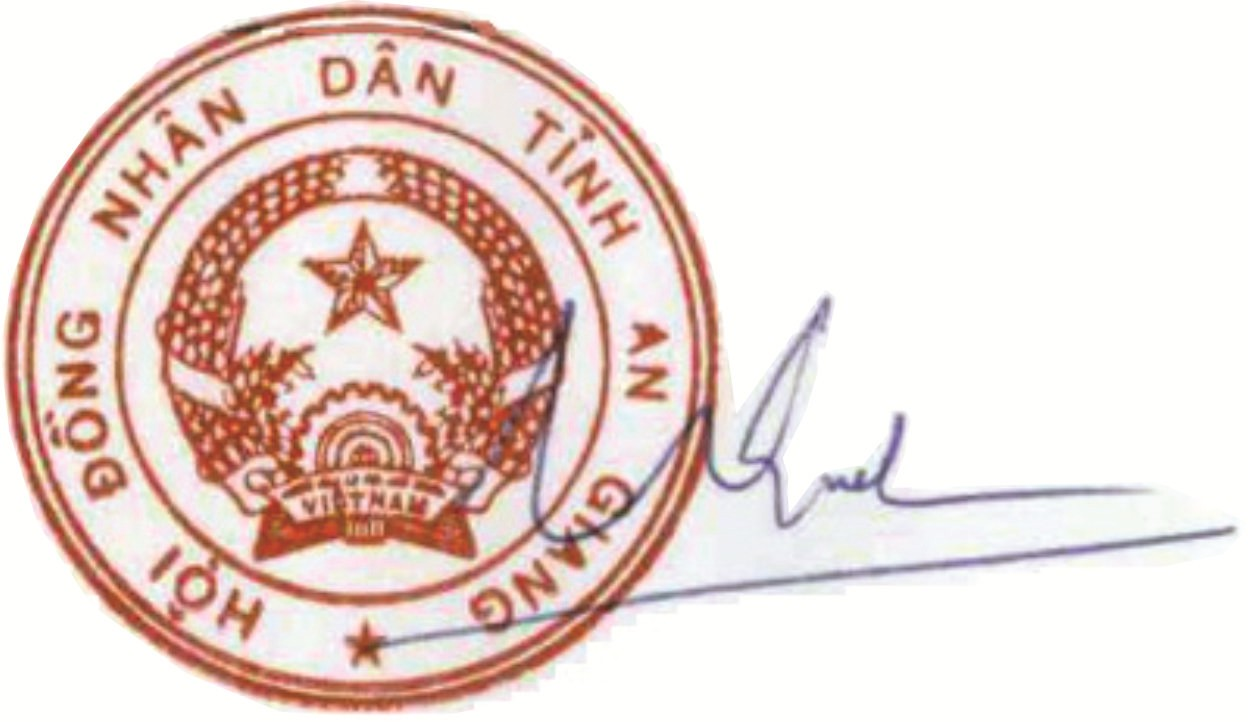 HỘI ĐỒNG NHÂN DÂN TỈNH AN GIANG
VIỆT NAM